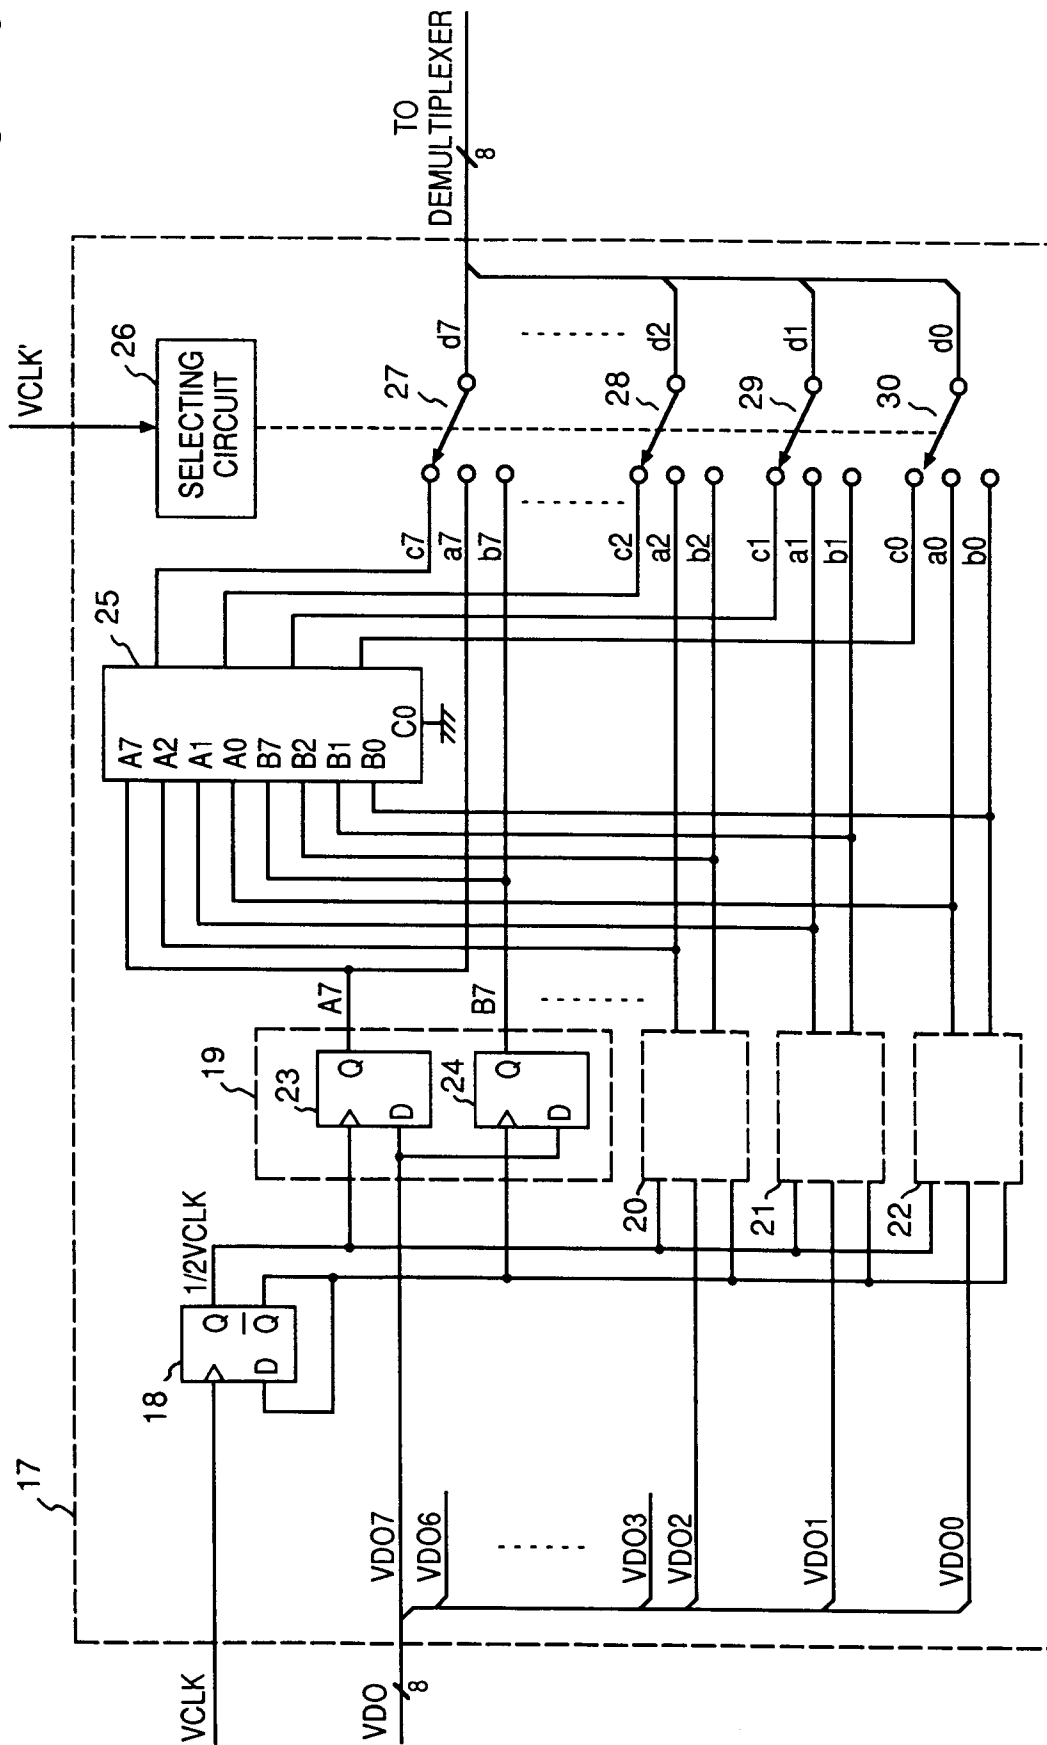 17
VCLK
VDO
8
VDO7
VDO6
VDO3
VDO2
VDO1
VDO0
18
D
Q
Q
1/2VCLK
19
23
D
Q
24
D
Q
20
21
22
A7
B7
25
A7
A2
A1
A0
B7
B2
B1
B0
C0
VCLK'
26
SELECTING
CIRCUIT
c7
a7
b7
27
d7
c2
a2
b2
28
d2
c1
a1
b1
29
d1
c0
a0
b0
30
d0
TO
DEMULTIPLEXER
8